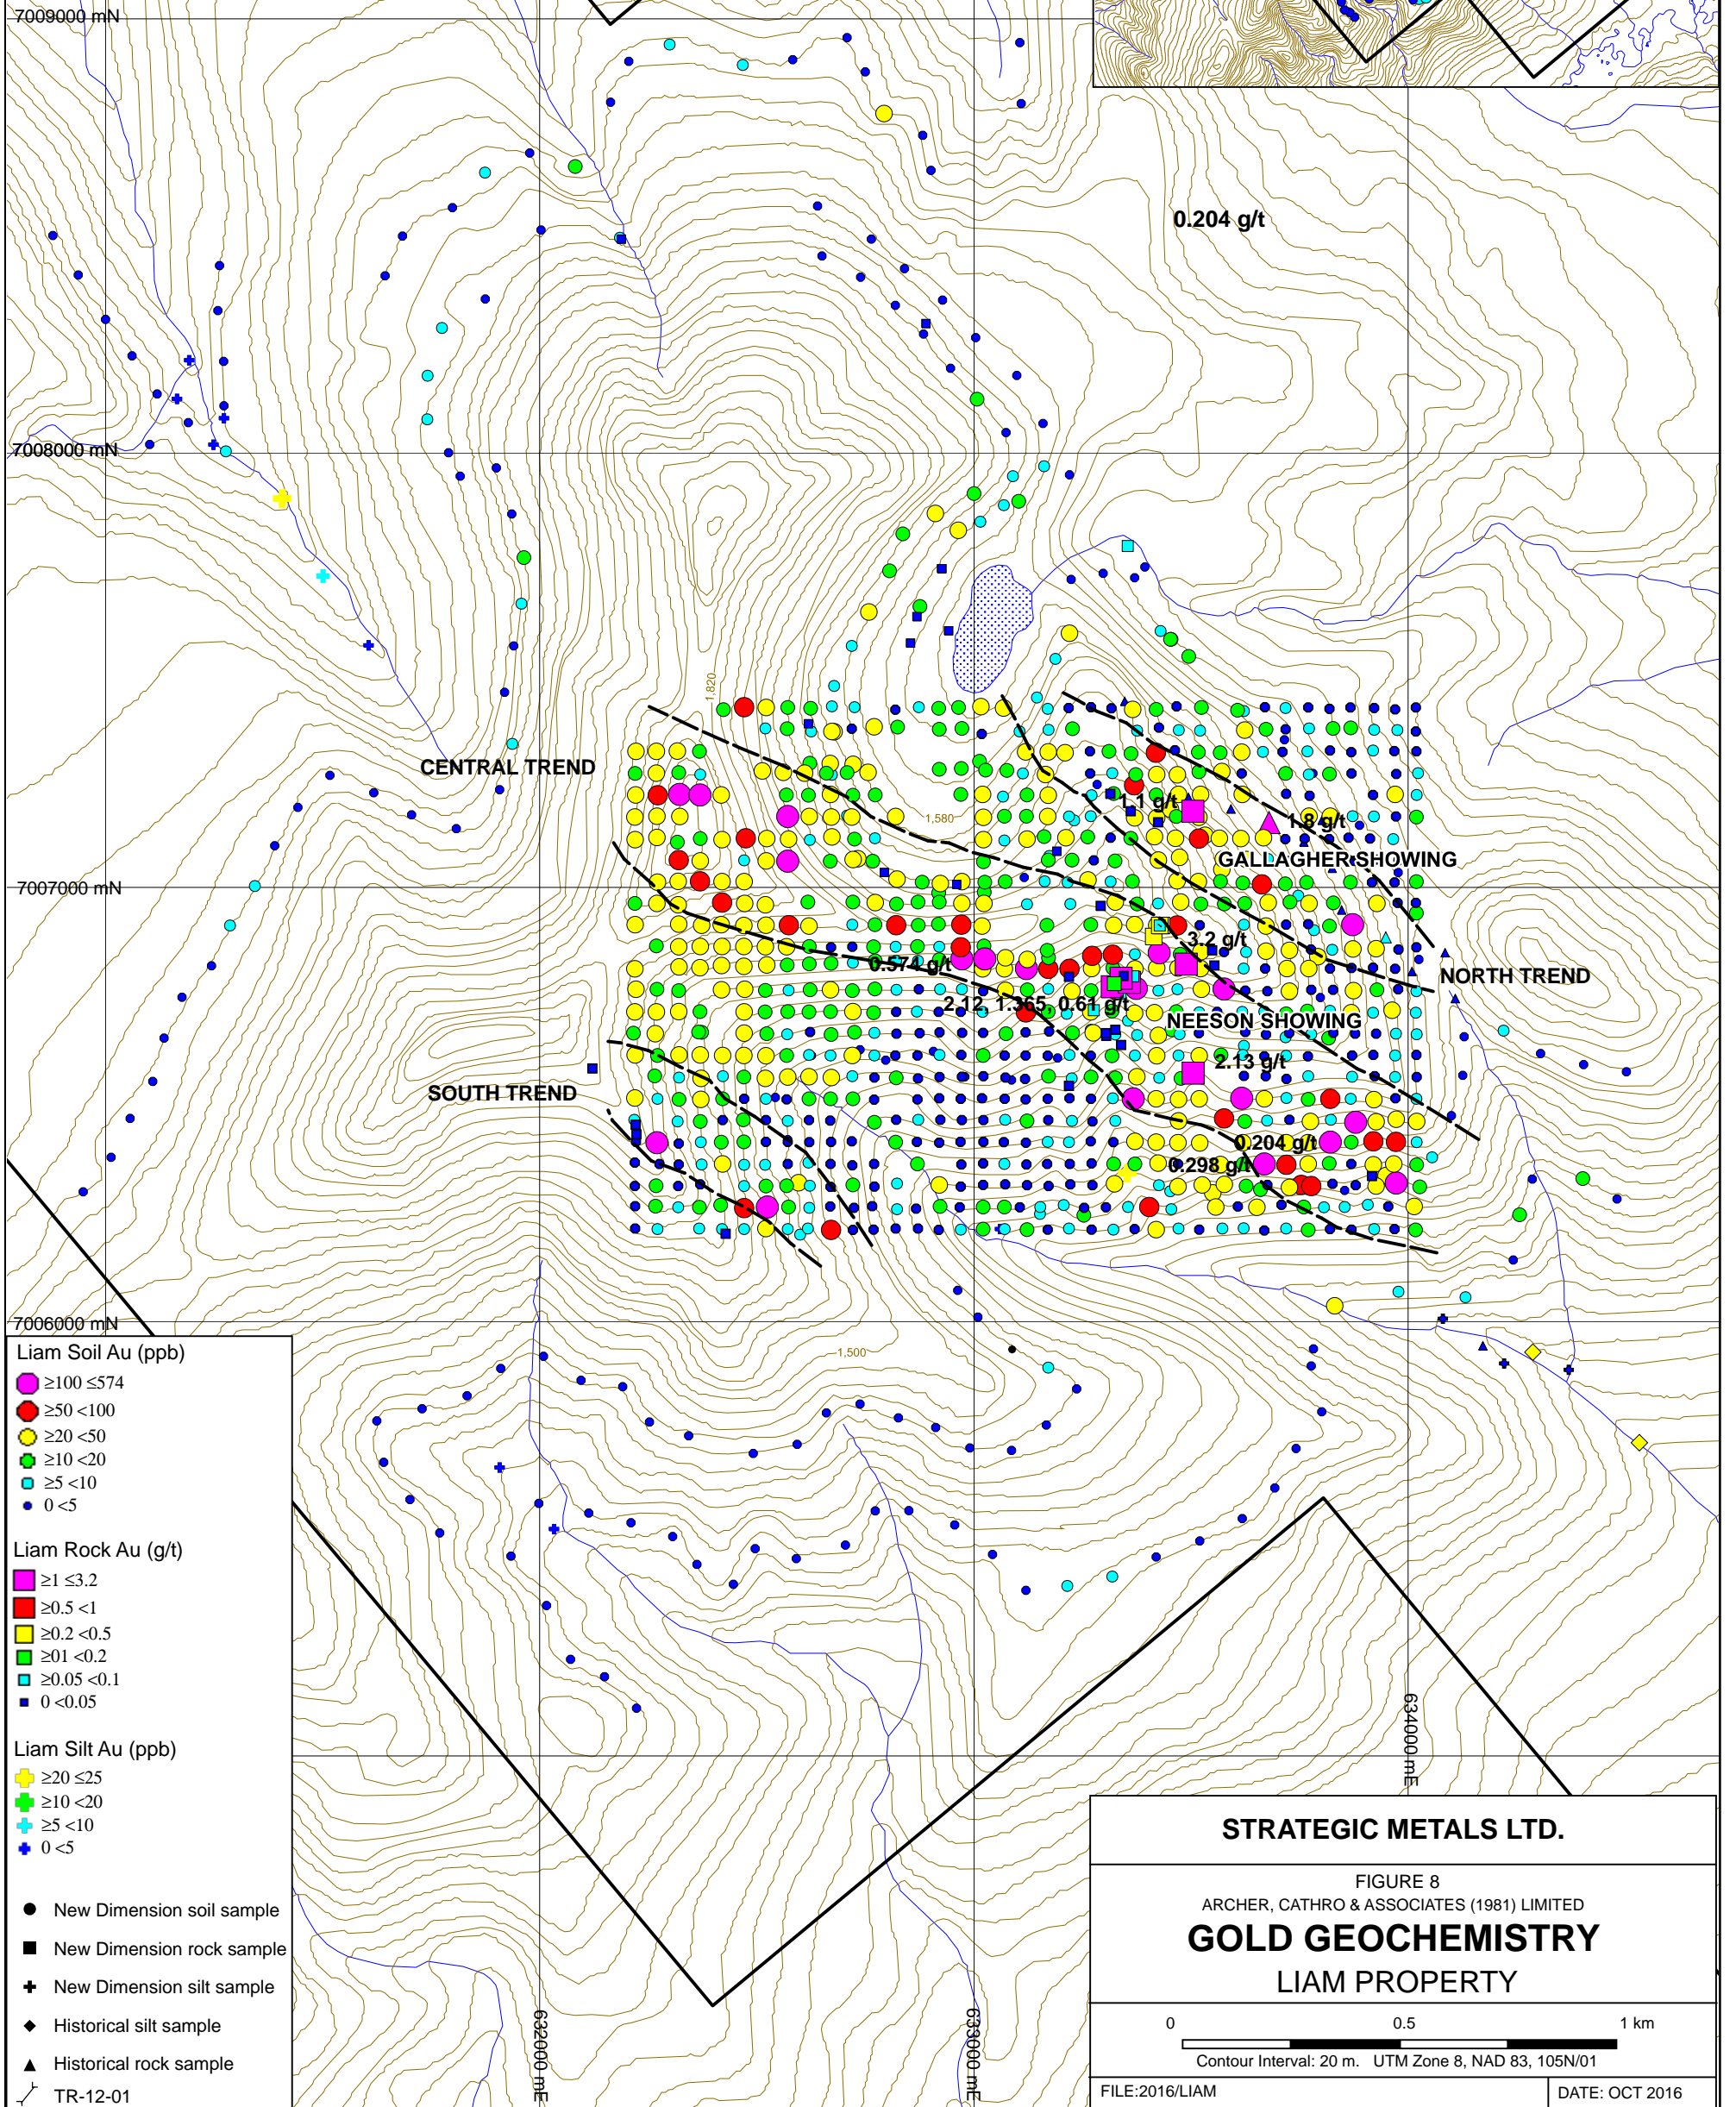 7009000 mN
0.204 g/t
7008000 mN
1,820
CENTRAL TREND
1.1 g/t
1.8 g/t
1,580
GALLAGHER SHOWING
7007000 mN
3.2 g/t
0.574 g/t
NORTH TREND
2.12, 1.365, 0.61 g/t
NEESON SHOWING
2.13 g/t
SOUTH TREND
0.204 g/t
0.298 g/t
7006000 mN
1,500
Liam Soil Au (ppb)
≥100 ≤574
≥50 <100
≥20 <50
≥10 <20
≥5 <10
0 <5
Liam Rock Au (g/t)
≥1 ≤3.2
≥0.5 <1
≥0.2 <0.5
≥01 <0.2
≥0.05 <0.1
0 <0.05
Liam Silt Au (ppb)
≥20 ≤25
≥10 <20
≥5 <10
0 <5
New Dimension soil sample
New Dimension rock sample
New Dimension silt sample
Historical silt sample
Historical rock sample
TR-12-01
632000 mE
633000 mE
634000 mE
STRATEGIC METALS LTD.
FIGURE 8
ARCHER, CATHRO & ASSOCIATES (1981) LIMITED
GOLD GEOCHEMISTRY
LIAM PROPERTY
0 0.5 1 km
Contour Interval: 20 m. UTM Zone 8, NAD 83, 105N/01
FILE:2016/LIAM
DATE: OCT 2016